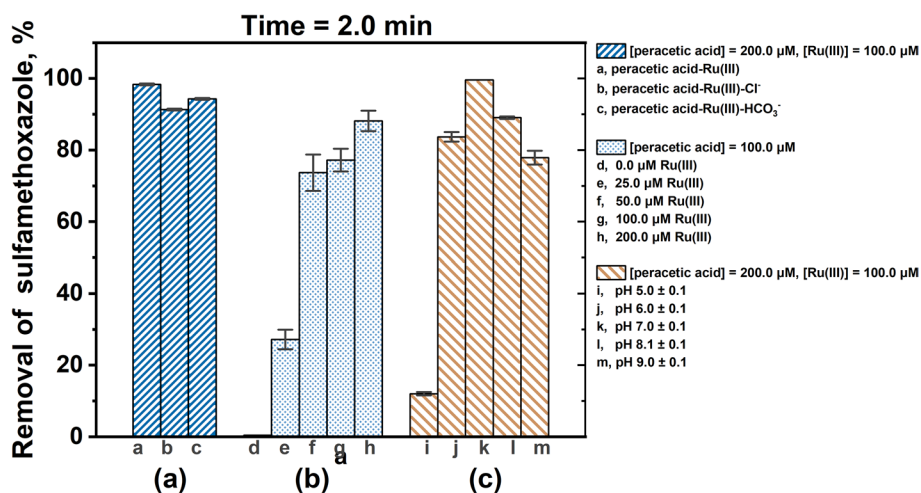 Time = 2.0 min
Removal of sulfamethoxazole, %
100
80
60
40
20
0
a b c d e f g h i j k l m
a
(a) (b) (c)
[peracetic acid] = 200.0 µM, [Ru(III)] = 100.0 µM
a, peracetic acid-Ru(III)
b, peracetic acid-Ru(III)-Cl⁻
c, peracetic acid-Ru(III)-HCO₃⁻
[peracetic acid] = 100.0 µM
d, 0.0 µM Ru(III)
e, 25.0 µM Ru(III)
f, 50.0 µM Ru(III)
g, 100.0 µM Ru(III)
h, 200.0 µM Ru(III)
[peracetic acid] = 200.0 µM, [Ru(III)] = 100.0 µM
i, pH 5.0 ± 0.1
j, pH 6.0 ± 0.1
k, pH 7.0 ± 0.1
l, pH 8.1 ± 0.1
m, pH 9.0 ± 0.1